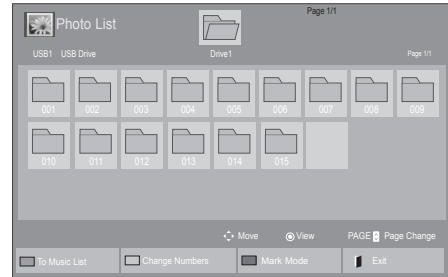 Page 1/1
Photo List
USB1 USB Drive Drive1 Page 1/1
001 002 003 004 005 006 007 008 009
010 011 012 013 014 015
Move View PAGE Page Change
To Music List Change Numbers Mark Mode Exit